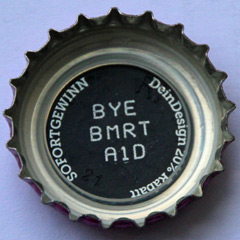 SOFORTGEWINN
DeinDesign 20% Rabatt
BYE
BMRT
A1D